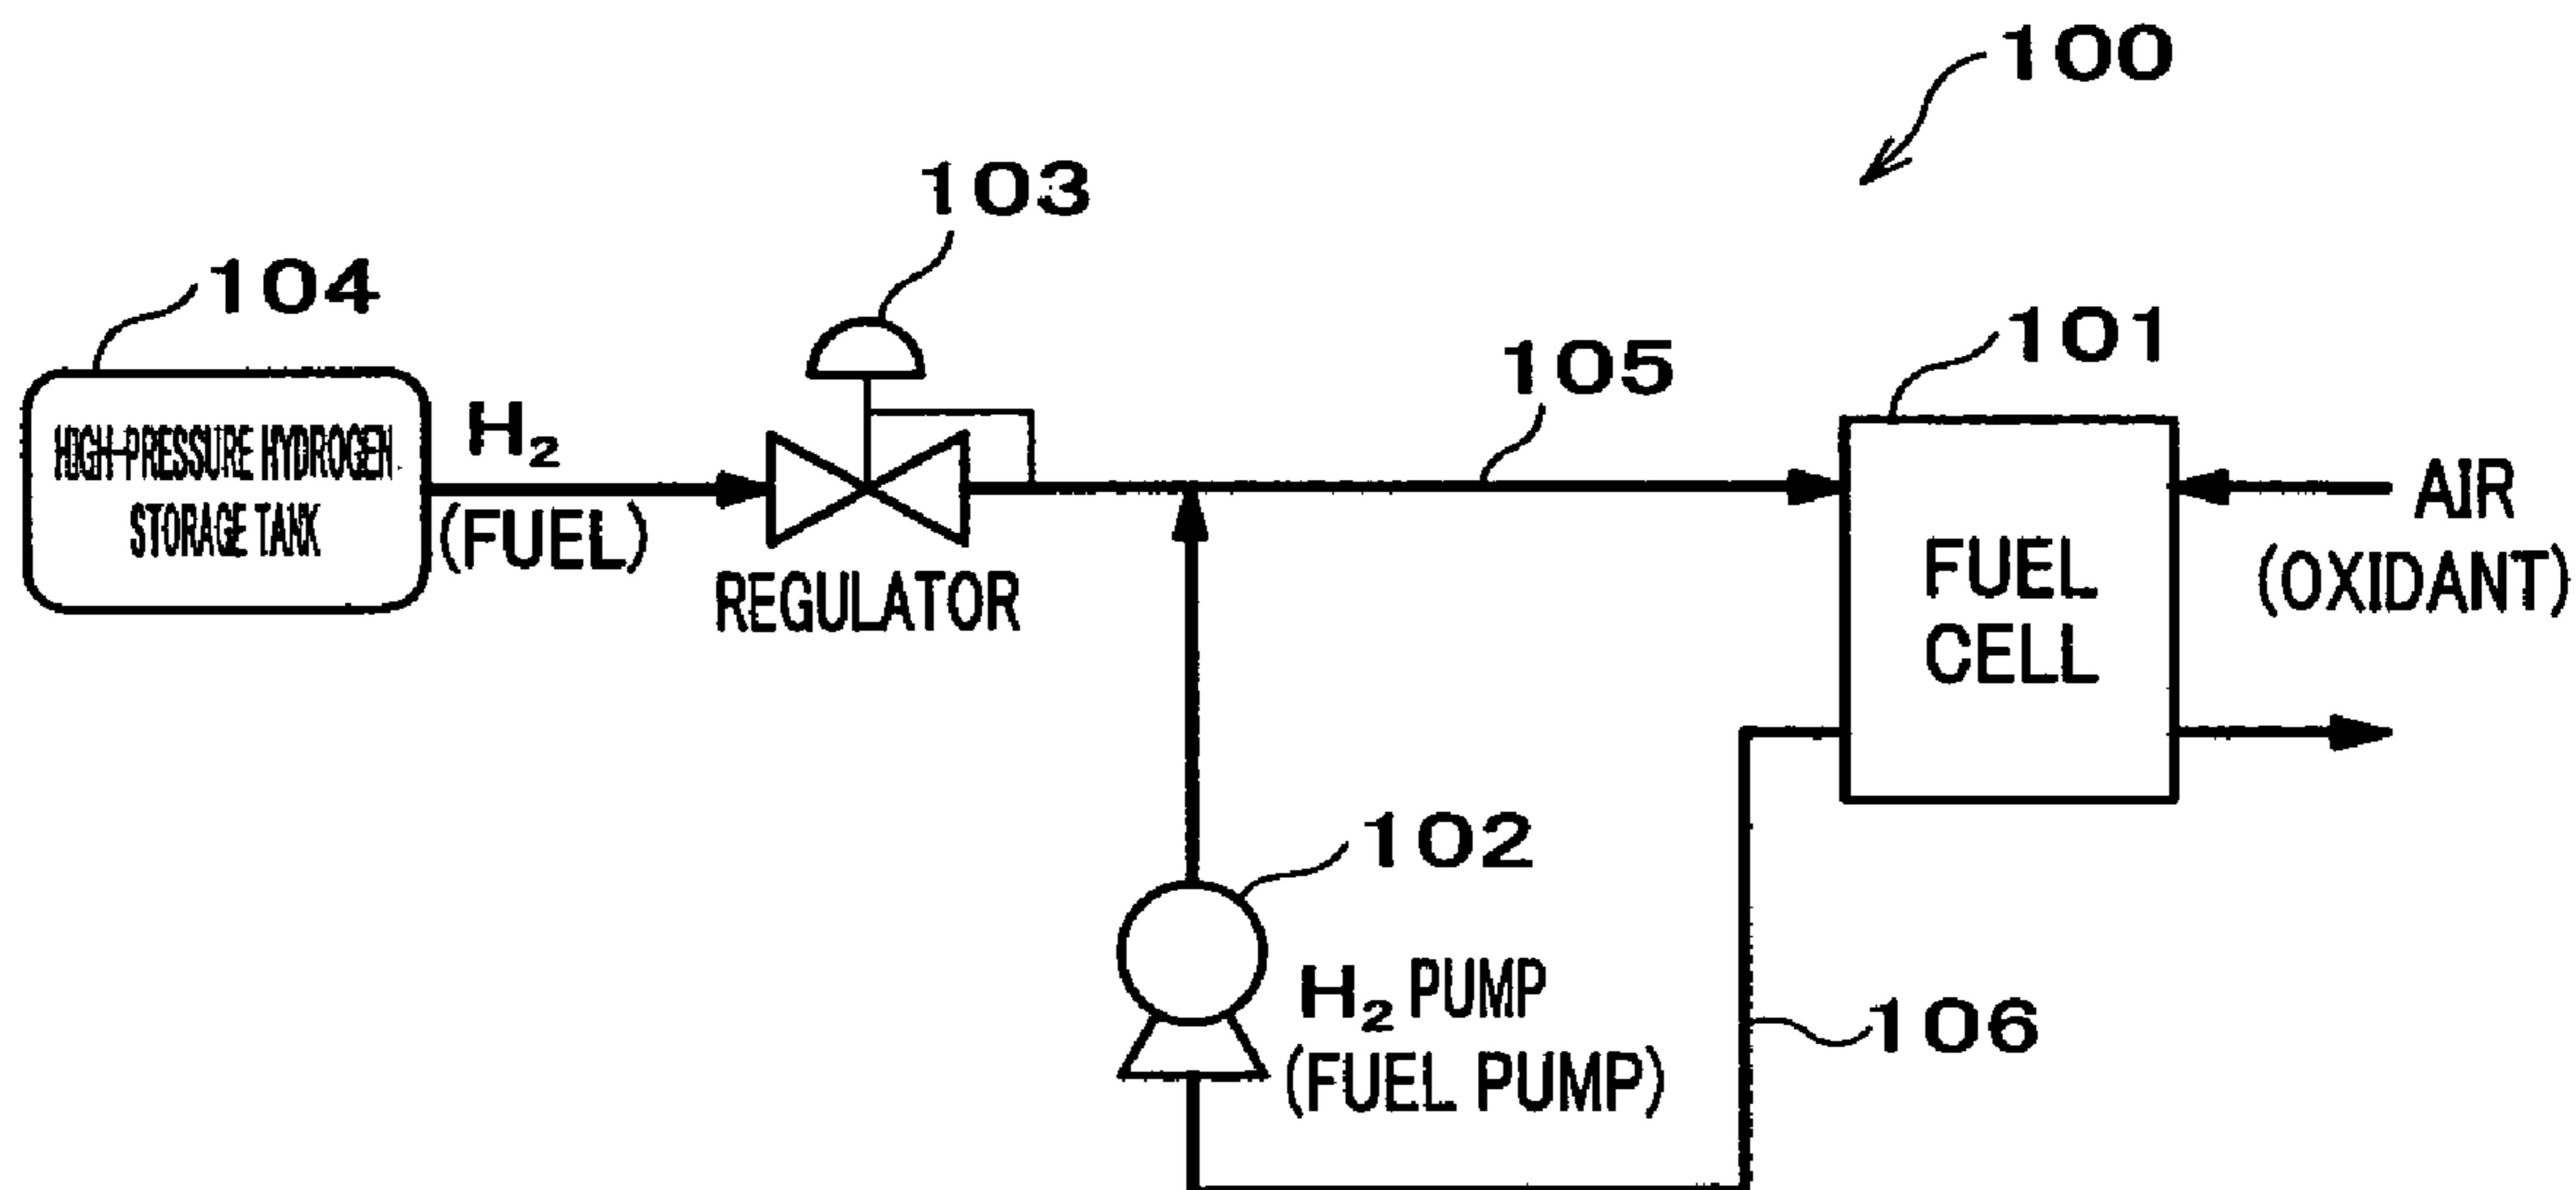 100
103
104
101
105
HIGH-PRESSURE HYDROGEN
STORAGE TANK
H₂
(FUEL)
REGULATOR
AIR
(OXIDANT)
FUEL
CELL
102
H₂ PUMP
(FUEL PUMP)
106